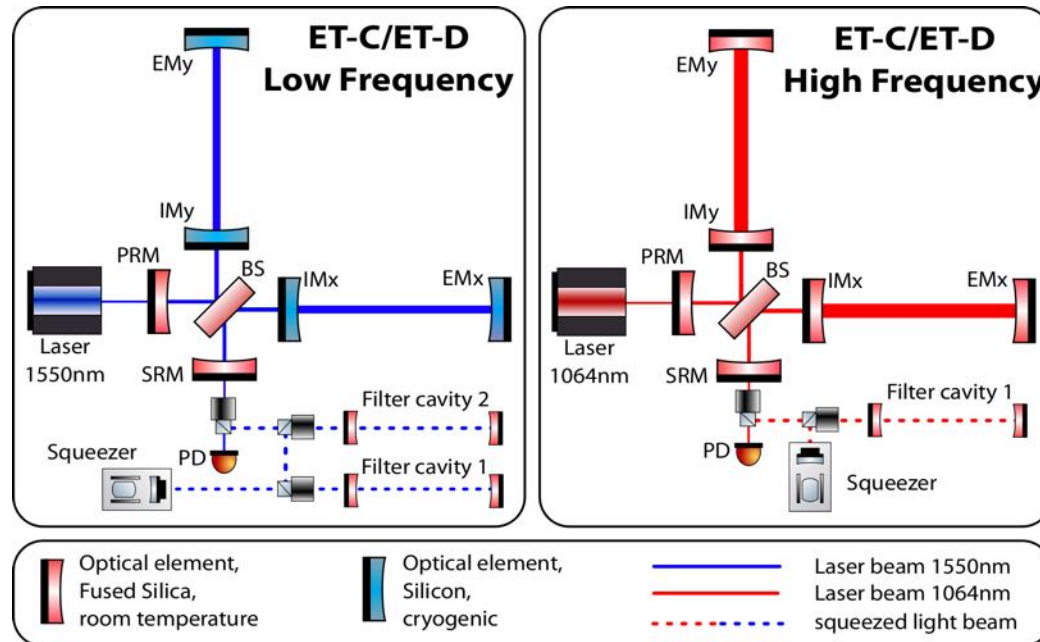 ET-C/ET-D
Low Frequency
EMy
IMy
PRM
BS
IMx
EMx
Laser
1550nm
SRM
Filter cavity 2
Squeezer
PD
Filter cavity 1
ET-C/ET-D
High Frequency
EMy
IMy
PRM
BS
IMx
EMx
Laser
1064nm
SRM
Filter cavity 1
PD
Squeezer
Optical element,
Fused Silica,
room temperature
Optical element,
Silicon,
cryogenic
Laser beam 1550nm
Laser beam 1064nm
squeezed light beam